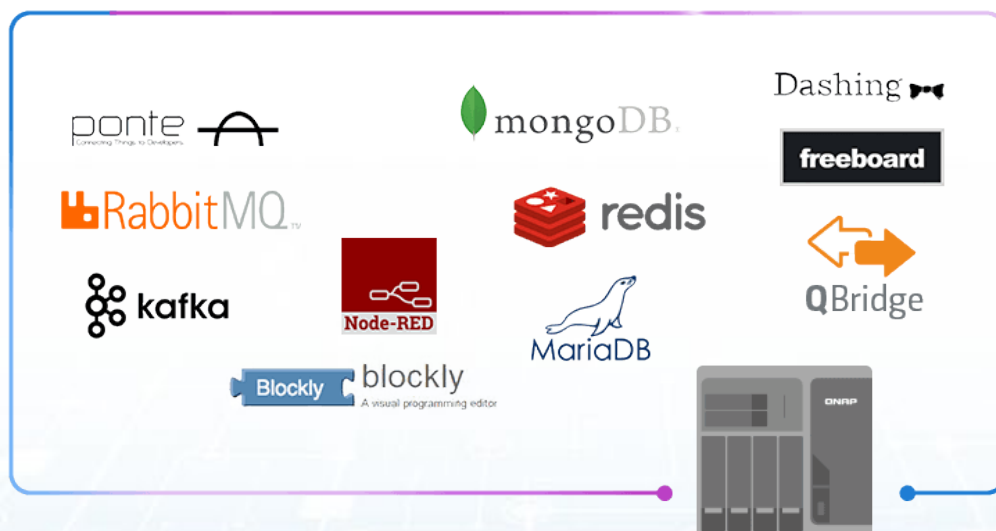 ponte
Connecting Things to Developers.
mongoDB
Dashing
freeboard
RabbitMQ
TM
redis
QBridge
kafka
Node-RED
MariaDB
Blockly
blockly
A visual programming editor
QNAP